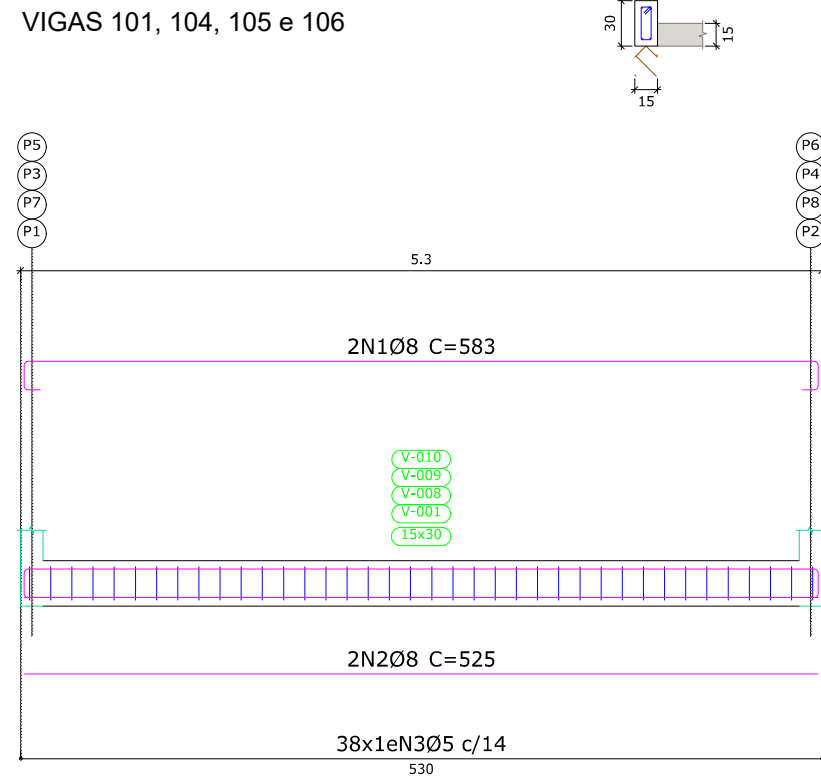 VIGAS 101, 104, 105 e 106
30
15
15
P5
P3
P7
P1
P6
P4
P8
P2
5.3
2N1Ø8 C=583
V-010
V-009
V-008
V-001
15x30
2N2Ø8 C=525
38x1eN3Ø5 c/14
530